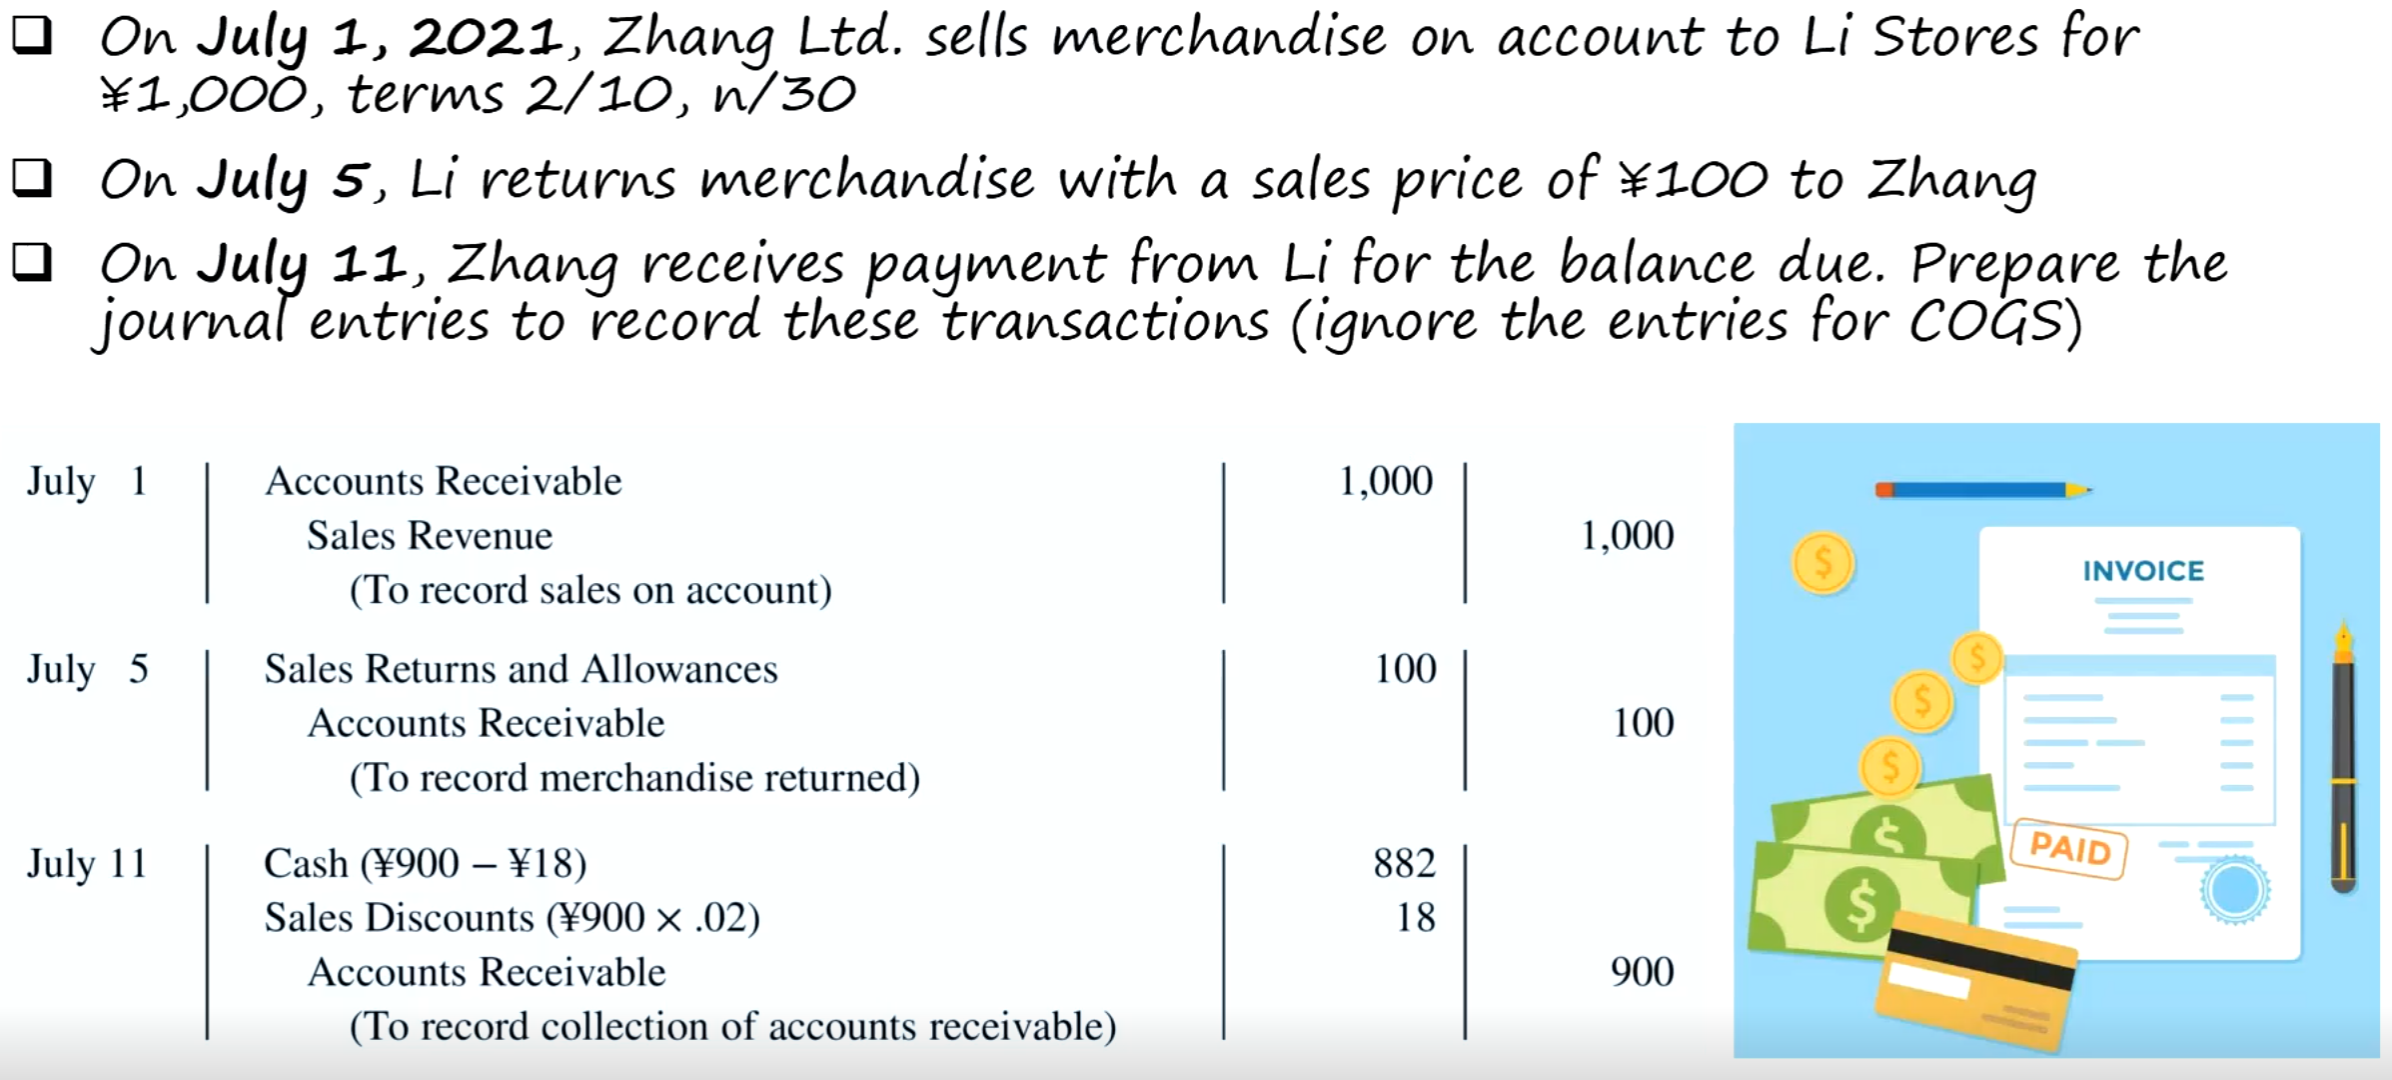 ❑ On July 1, 2021, Zhang Ltd. sells merchandise on account to Li Stores for
¥1,000, terms 2/10, n/30
❑ On July 5, Li returns merchandise with a sales price of ¥100 to Zhang
❑ On July 11, Zhang receives payment from Li for the balance due. Prepare the
journal entries to record these transactions (ignore the entries for COGS)
July 1 Accounts Receivable 1,000
Sales Revenue 1,000
(To record sales on account)
July 5 Sales Returns and Allowances 100
Accounts Receivable 100
(To record merchandise returned)
July 11 Cash (¥900 – ¥18) 882
Sales Discounts (¥900 × .02) 18
Accounts Receivable 900
(To record collection of accounts receivable)
INVOICE
$
$
$
$
PAID
$
$